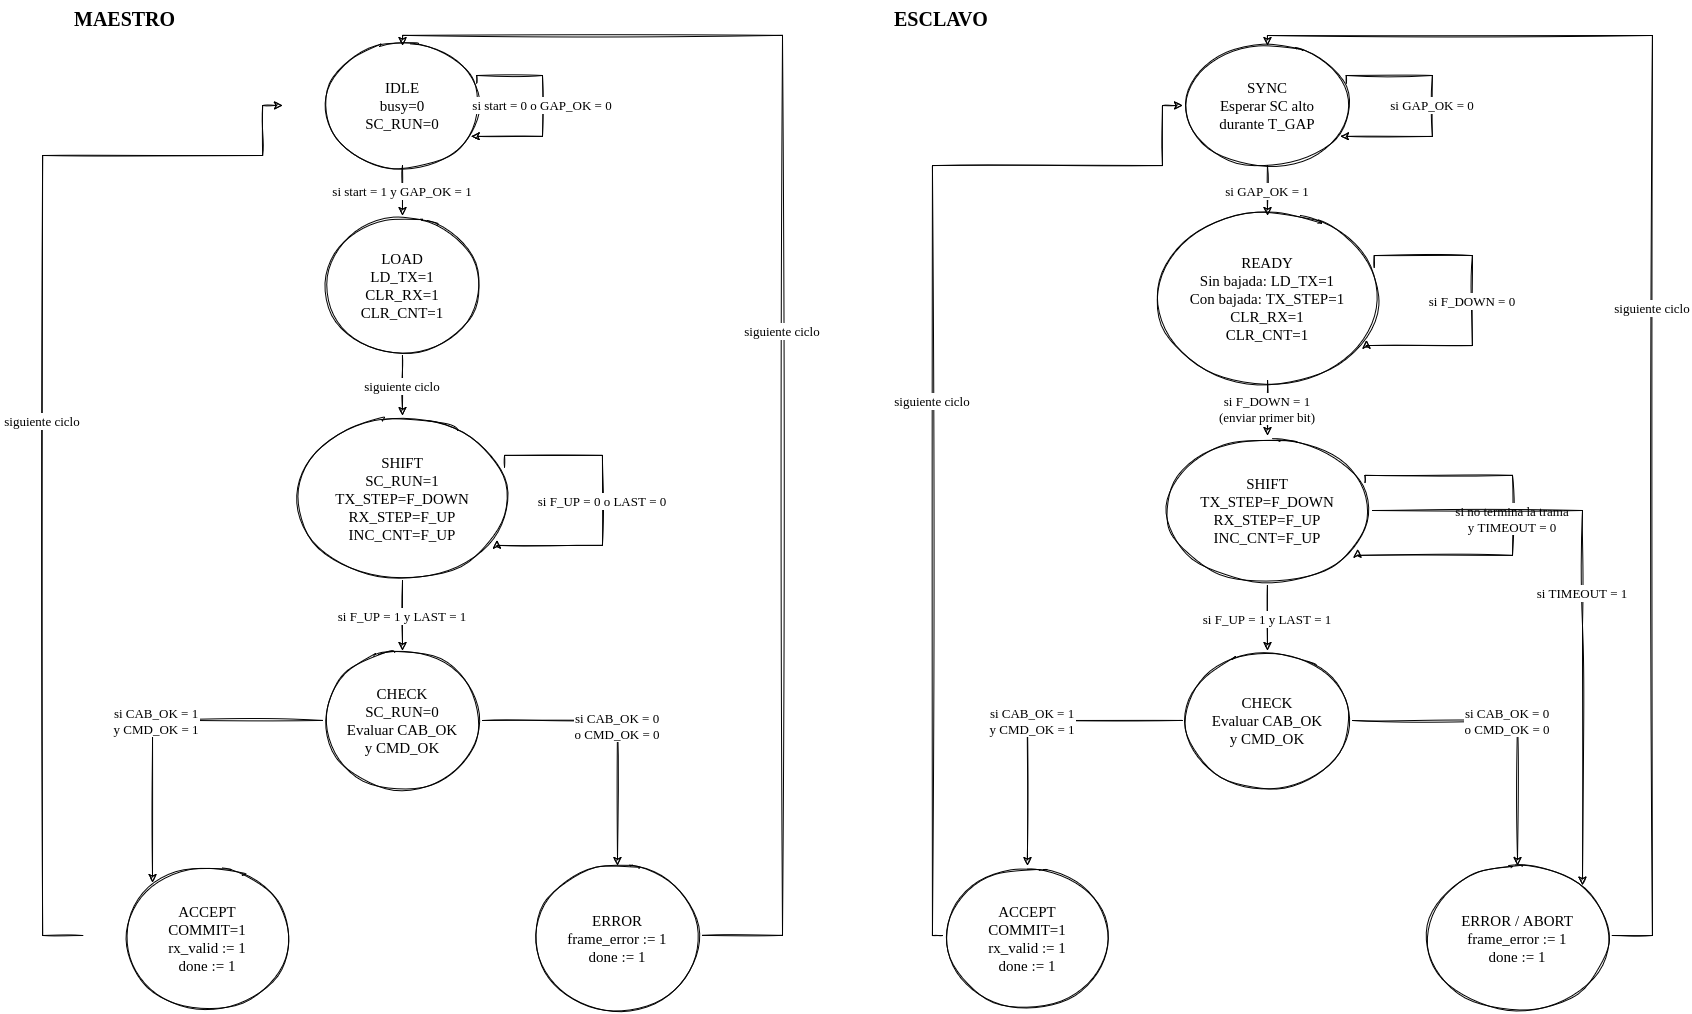 MAESTRO
IDLE
busy=0
SC_RUN=0
si start = 0 o GAP_OK = 0
si start = 1 y GAP_OK = 1
LOAD
LD_TX=1
CLR_RX=1
CLR_CNT=1
siguiente ciclo
siguiente ciclo
siguiente ciclo
SHIFT
SC_RUN=1
TX_STEP=F_DOWN
RX_STEP=F_UP
INC_CNT=F_UP
si F_UP = 0 o LAST = 0
si F_UP = 1 y LAST = 1
CHECK
SC_RUN=0
Evaluar CAB_OK
y CMD_OK
si CAB_OK = 1
y CMD_OK = 1
si CAB_OK = 0
o CMD_OK = 0
ACCEPT
COMMIT=1
rx_valid := 1
done := 1
ERROR
frame_error := 1
done := 1
ESCLAVO
SYNC
Esperar SC alto
durante T_GAP
si GAP_OK = 0
si GAP_OK = 1
READY
Sin bajada: LD_TX=1
Con bajada: TX_STEP=1
CLR_RX=1
CLR_CNT=1
si F_DOWN = 0
siguiente ciclo
siguiente ciclo
si F_DOWN = 1
(enviar primer bit)
SHIFT
TX_STEP=F_DOWN
RX_STEP=F_UP
INC_CNT=F_UP
si no termina la trama
y TIMEOUT = 0
si TIMEOUT = 1
si F_UP = 1 y LAST = 1
CHECK
Evaluar CAB_OK
y CMD_OK
si CAB_OK = 1
y CMD_OK = 1
si CAB_OK = 0
o CMD_OK = 0
ACCEPT
COMMIT=1
rx_valid := 1
done := 1
ERROR / ABORT
frame_error := 1
done := 1